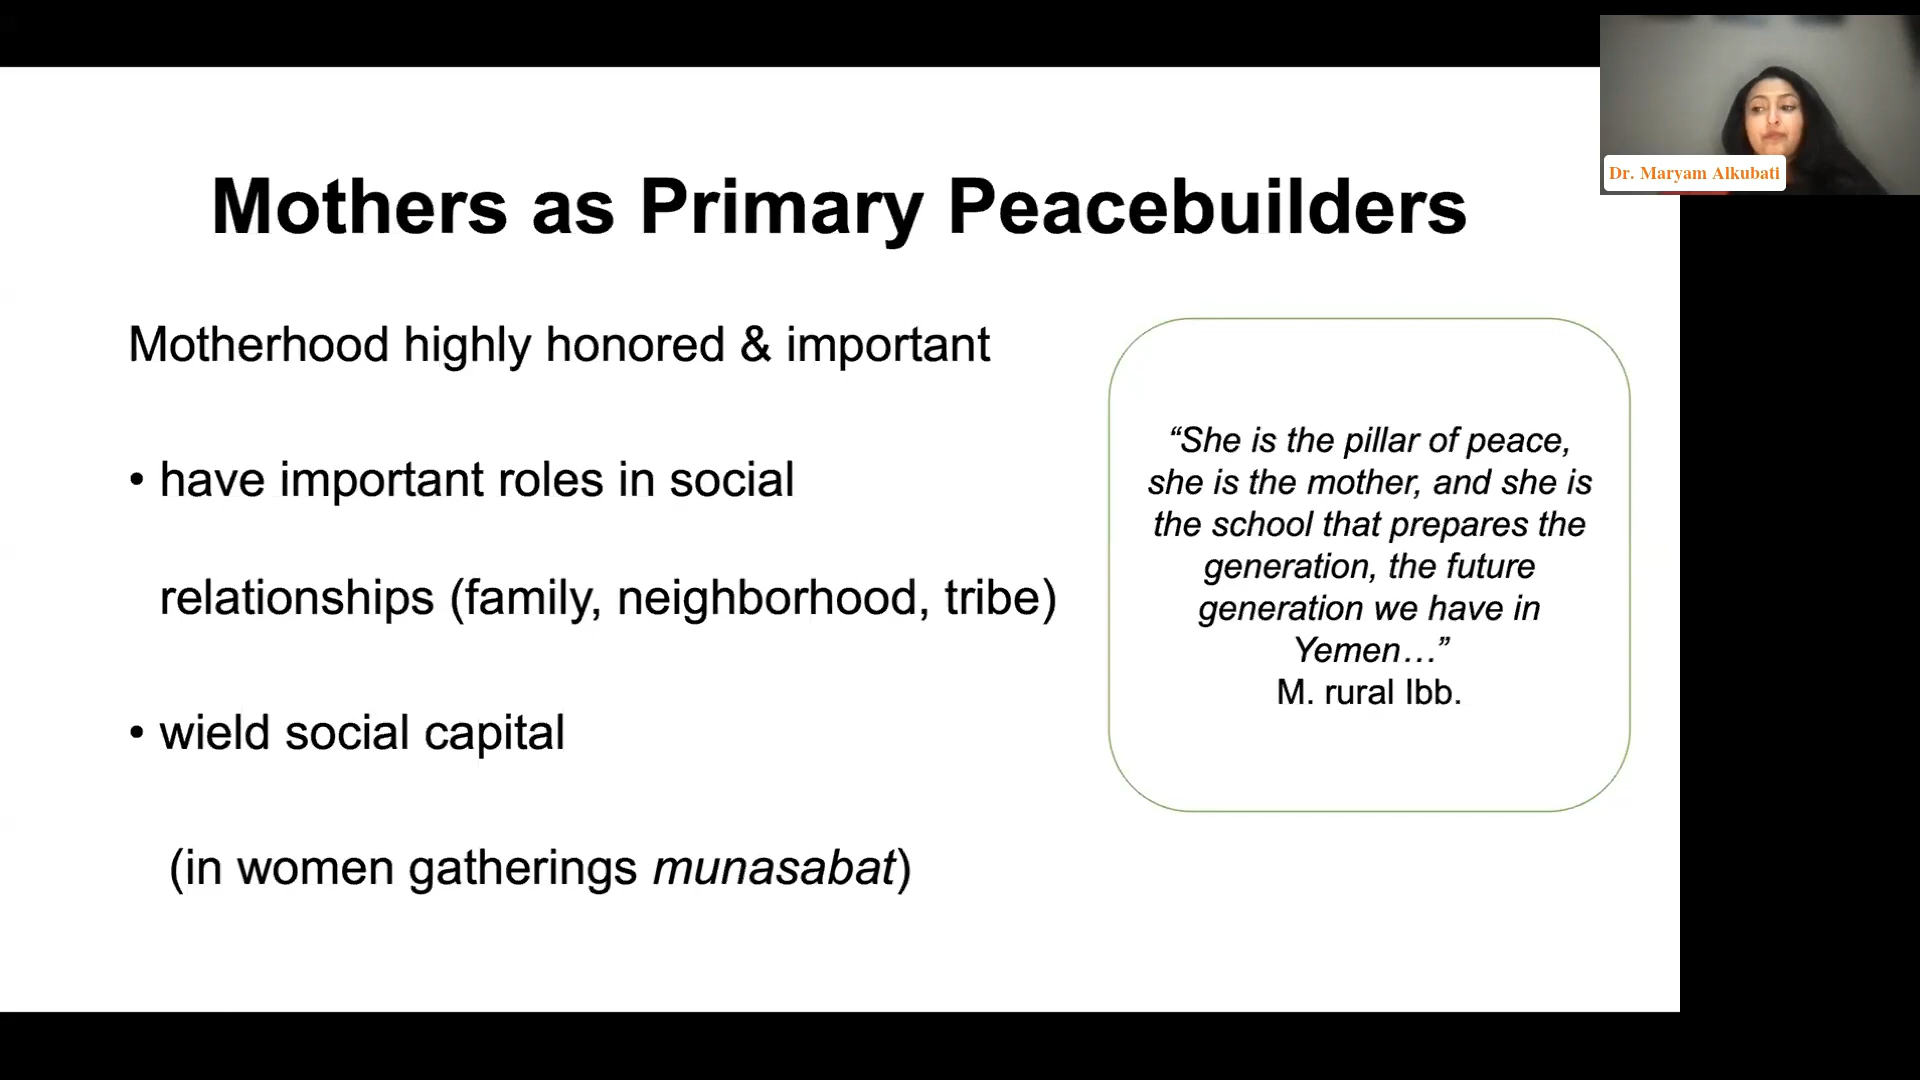 Dr. Maryam Alkubati
Mothers as Primary Peacebuilders
Motherhood highly honored & important
• have important roles in social
relationships (family, neighborhood, tribe)
• wield social capital
(in women gatherings munasabat)
“She is the pillar of peace,
she is the mother, and she is
the school that prepares the
generation, the future
generation we have in
Yemen…”
M. rural Ibb.